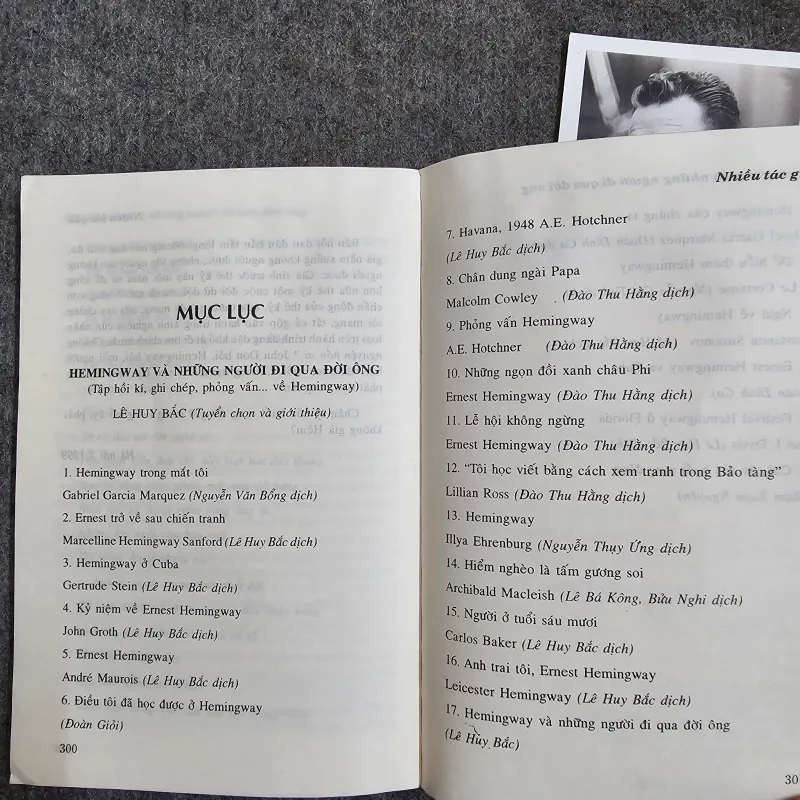 MỤC LỤC
HEMINGWAY VÀ NHỮNG NGƯỜI ĐI QUA ĐỜI ÔNG
(Tập hồi kí, ghi chép, phỏng vấn... về Hemingway)
LÊ HUY BẮC (Tuyển chọn và giới thiệu)
1. Hemingway trong mắt tôi
Gabriel Garcia Marquez (Nguyễn Văn Bổng dịch)
2. Ernest trở về sau chiến tranh
Marcelline Hemingway Sanford (Lê Huy Bắc dịch)
3. Hemingway ở Cuba
Gertrude Stein (Lê Huy Bắc dịch)
4. Kỷ niệm về Ernest Hemingway
John Groth (Lê Huy Bắc dịch)
5. Ernest Hemingway
André Maurois (Lê Huy Bắc dịch)
6. Điều tôi đã học được ở Hemingway
(Đoàn Giỏi)
300
Nhiều tác g
7. Havana, 1948 A.E. Hotchner
(Lê Huy Bắc dịch)
8. Chân dung ngài Papa
Malcolm Cowley (Đào Thu Hằng dịch)
9. Phỏng vấn Hemingway
A.E. Hotchner (Đào Thu Hằng dịch)
10. Những ngọn đồi xanh châu Phi
Ernest Hemingway (Đào Thu Hằng dịch)
11. Lễ hội không ngừng
Ernest Hemingway (Đào Thu Hằng dịch)
12. “Tôi học viết bằng cách xem tranh trong Bảo tàng”
Lillian Ross (Đào Thu Hằng dịch)
13. Hemingway
Illya Ehrenburg (Nguyễn Thụy Ứng dịch)
14. Hiểm nghèo là tấm gương soi
Archibald Macleish (Lê Bá Kông, Bửu Nghi dịch)
15. Người ở tuổi sáu mươi
Carlos Baker (Lê Huy Bắc dịch)
16. Anh trai tôi, Ernest Hemingway
Leicester Hemingway (Lê Huy Bắc dịch)
17. Hemingway và những người đi qua đời ông
(Lê Hùy Bắc)
30